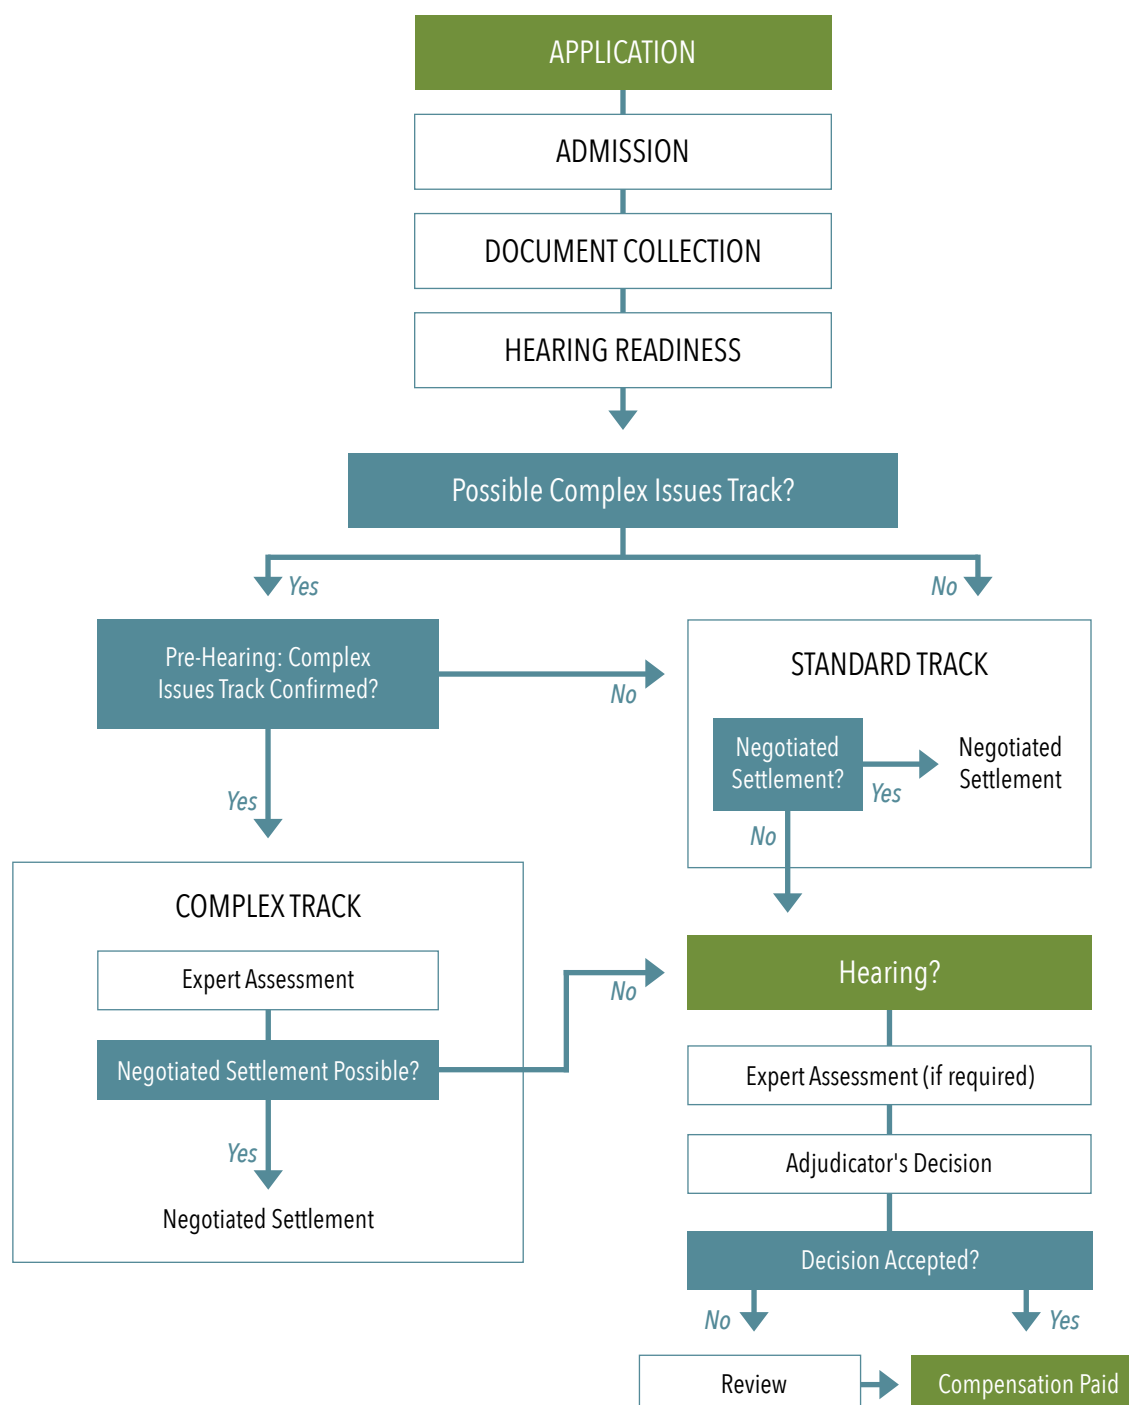 APPLICATION
ADMISSION
DOCUMENT COLLECTION
HEARING READINESS
Possible Complex Issues Track?
Yes
No
Pre-Hearing: Complex
Issues Track Confirmed?
No
STANDARD TRACK
Negotiated
Settlement?
Yes
Negotiated
Settlement
No
Yes
COMPLEX TRACK
Expert Assessment
Negotiated Settlement Possible?
No
Yes
Negotiated Settlement
Hearing?
Expert Assessment (if required)
Adjudicator's Decision
Decision Accepted?
No
Yes
Review
Compensation Paid